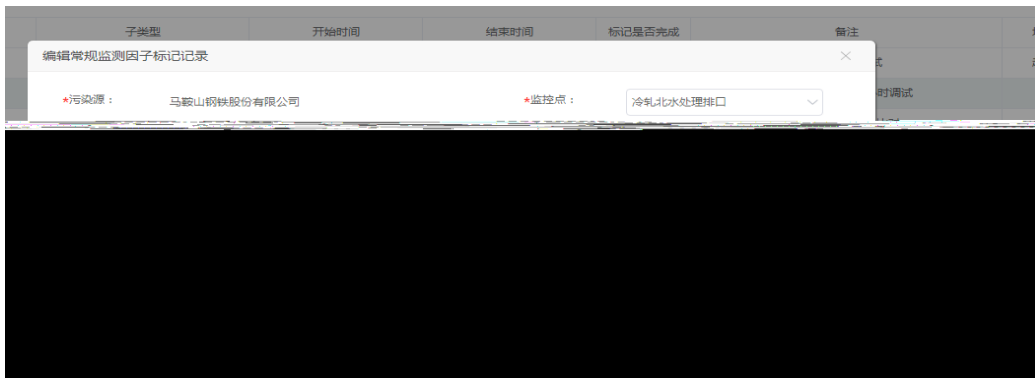 子类型 开始时间 结束时间 标记是否完成 备注
编辑常规监测因子标记记录
*污染源： 马鞍山钢铁股份有限公司 *监控点： 冷轧北水处理排口
时调试